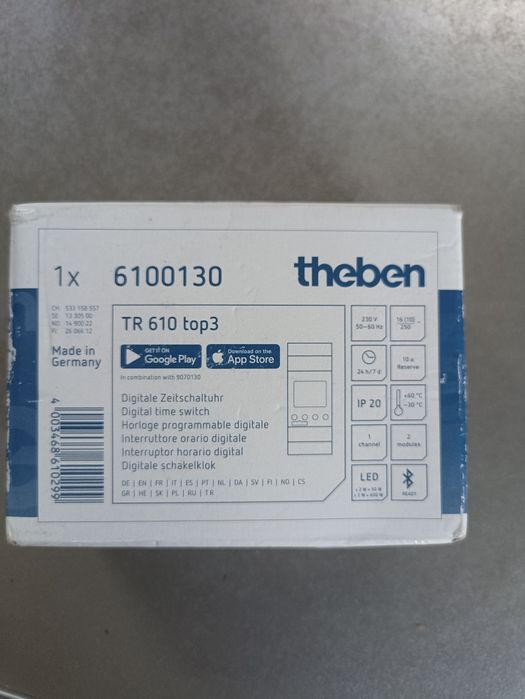 1x 6100130 theben
CH: 533 158 557
SE: 13 305 00
NO: 14 900 22
FI: 26 066 12
Made in
Germany
4 003468 610299
TR 610 top3
GET IT ON
Google Play
Download on the
App Store
In combination with 9070130
Digitale Zeitschaltuhr
Digital time switch
Horloge programmable digitale
Interruttore orario digitale
Interruptor horario digital
Digitale schakelklok
DE | EN | FR | IT | ES | PT | NL | DA | SV | FI | NO | CS
GR | HE | SK | PL | RU | TR
230 V
50–60 Hz
16 (10)
250
24 h/7 d
10 a
Reserve
IP 20
+60 °C
–30 °C
1
channel
2
modules
LED
READY